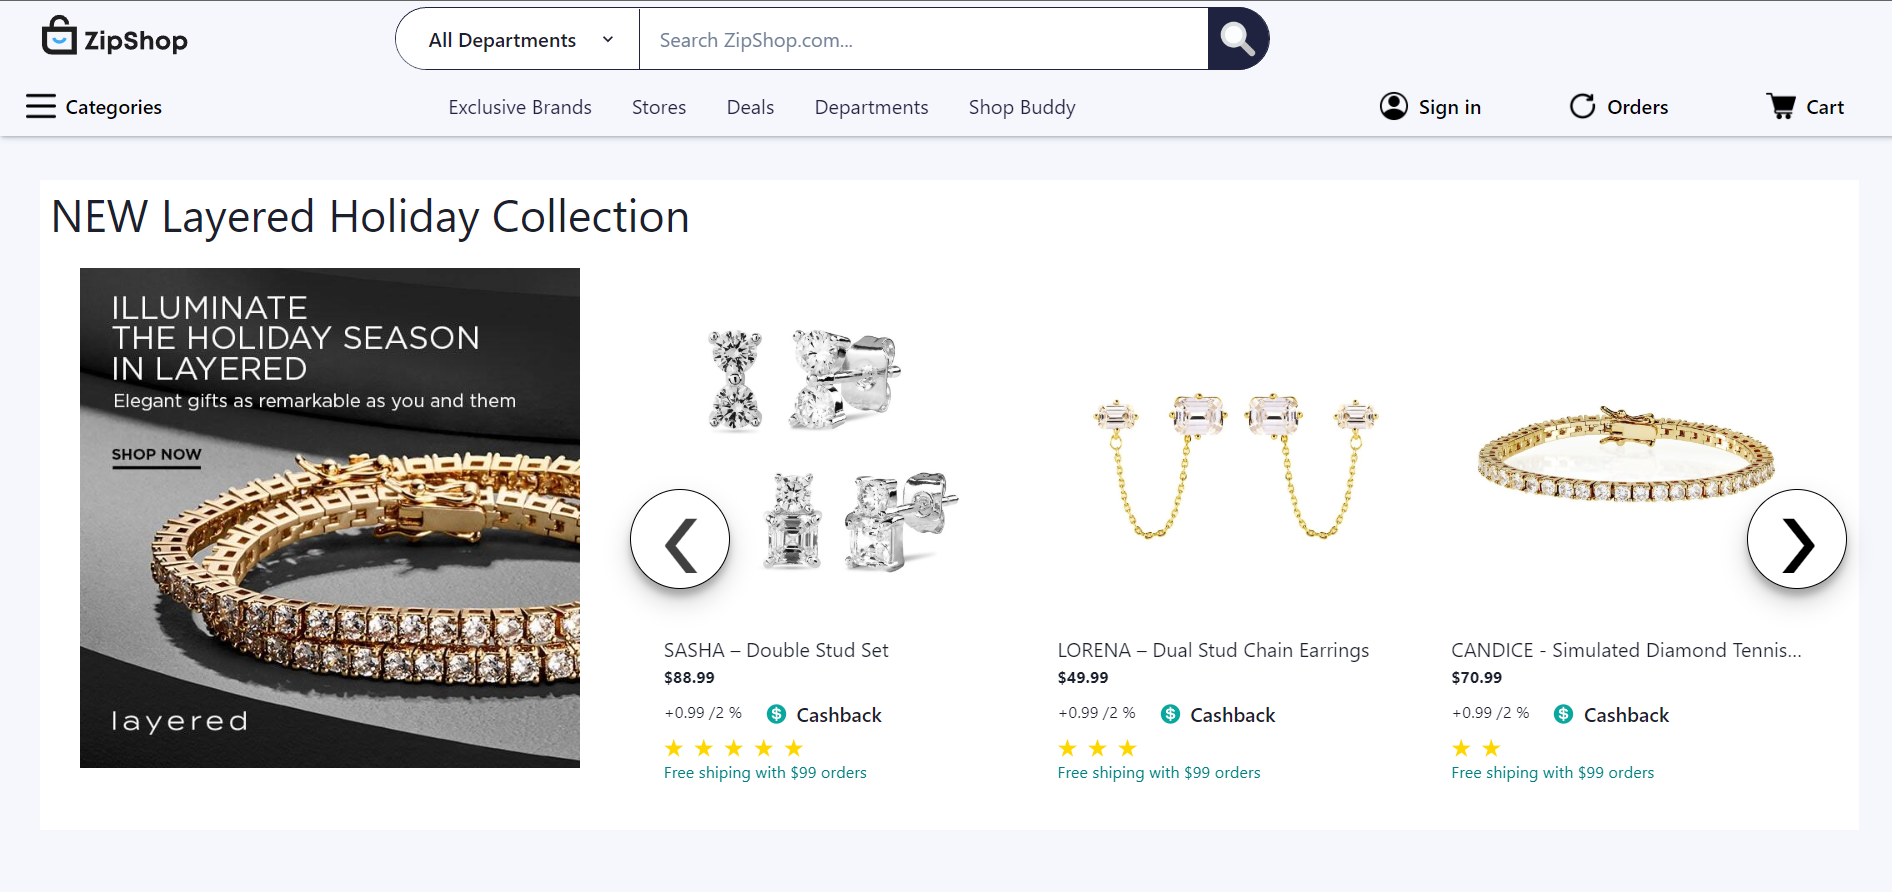 ZipShop
All Departments
Search ZipShop.com...
Categories
Exclusive Brands
Stores
Deals
Departments
Shop Buddy
Sign in
Orders
Cart
NEW Layered Holiday Collection
ILLUMINATE
THE HOLIDAY SEASON
IN LAYERED
Elegant gifts as remarkable as you and them
SHOP NOW
layered
SASHA – Double Stud Set
$88.99
+0.99 /2 % Cashback
Free shiping with $99 orders
LORENA – Dual Stud Chain Earrings
$49.99
+0.99 /2 % Cashback
Free shiping with $99 orders
CANDICE - Simulated Diamond Tennis...
$70.99
+0.99 /2 % Cashback
Free shiping with $99 orders